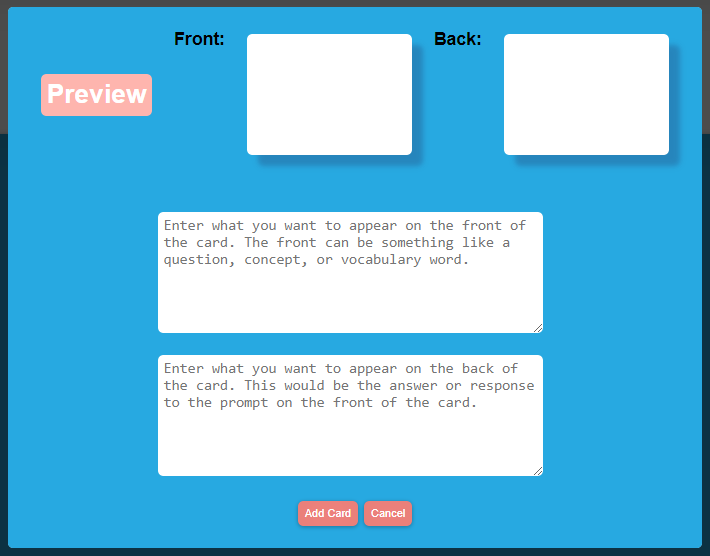 Front:
Back:
Preview
Enter what you want to appear on the front of
the card. The front can be something like a
question, concept, or vocabulary word.
Enter what you want to appear on the back of
the card. This would be the answer or response
to the prompt on the front of the card.
Add Card
Cancel